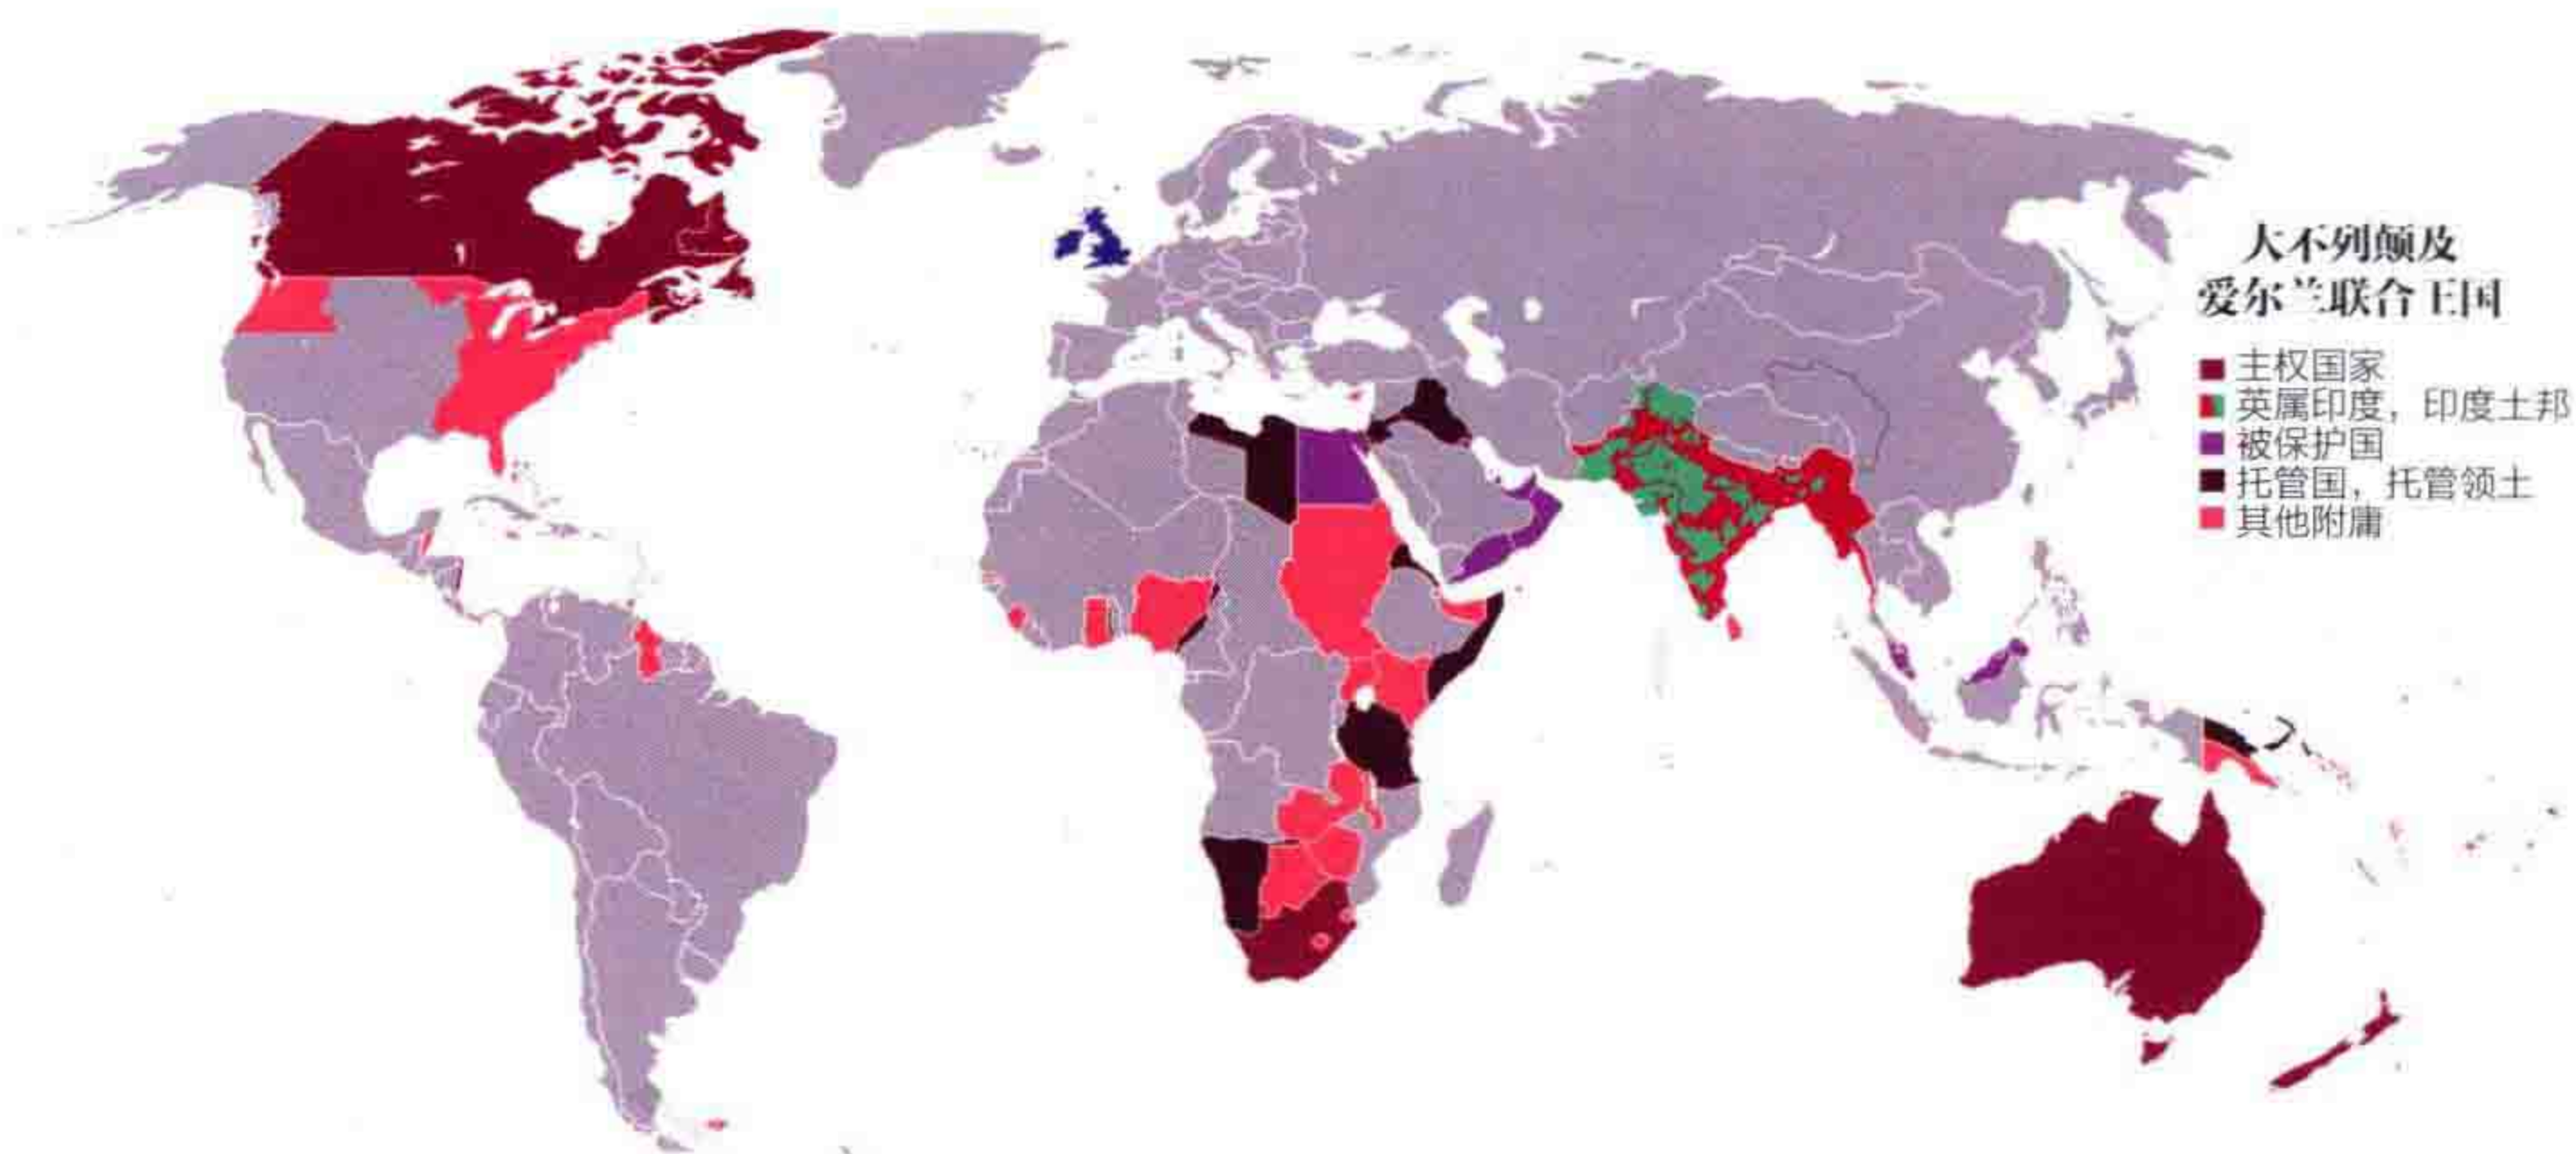 大不列颠及
爱尔兰联合王国
主权国家
英属印度，印度土邦
被保护国
托管国，托管领土
其他附庸